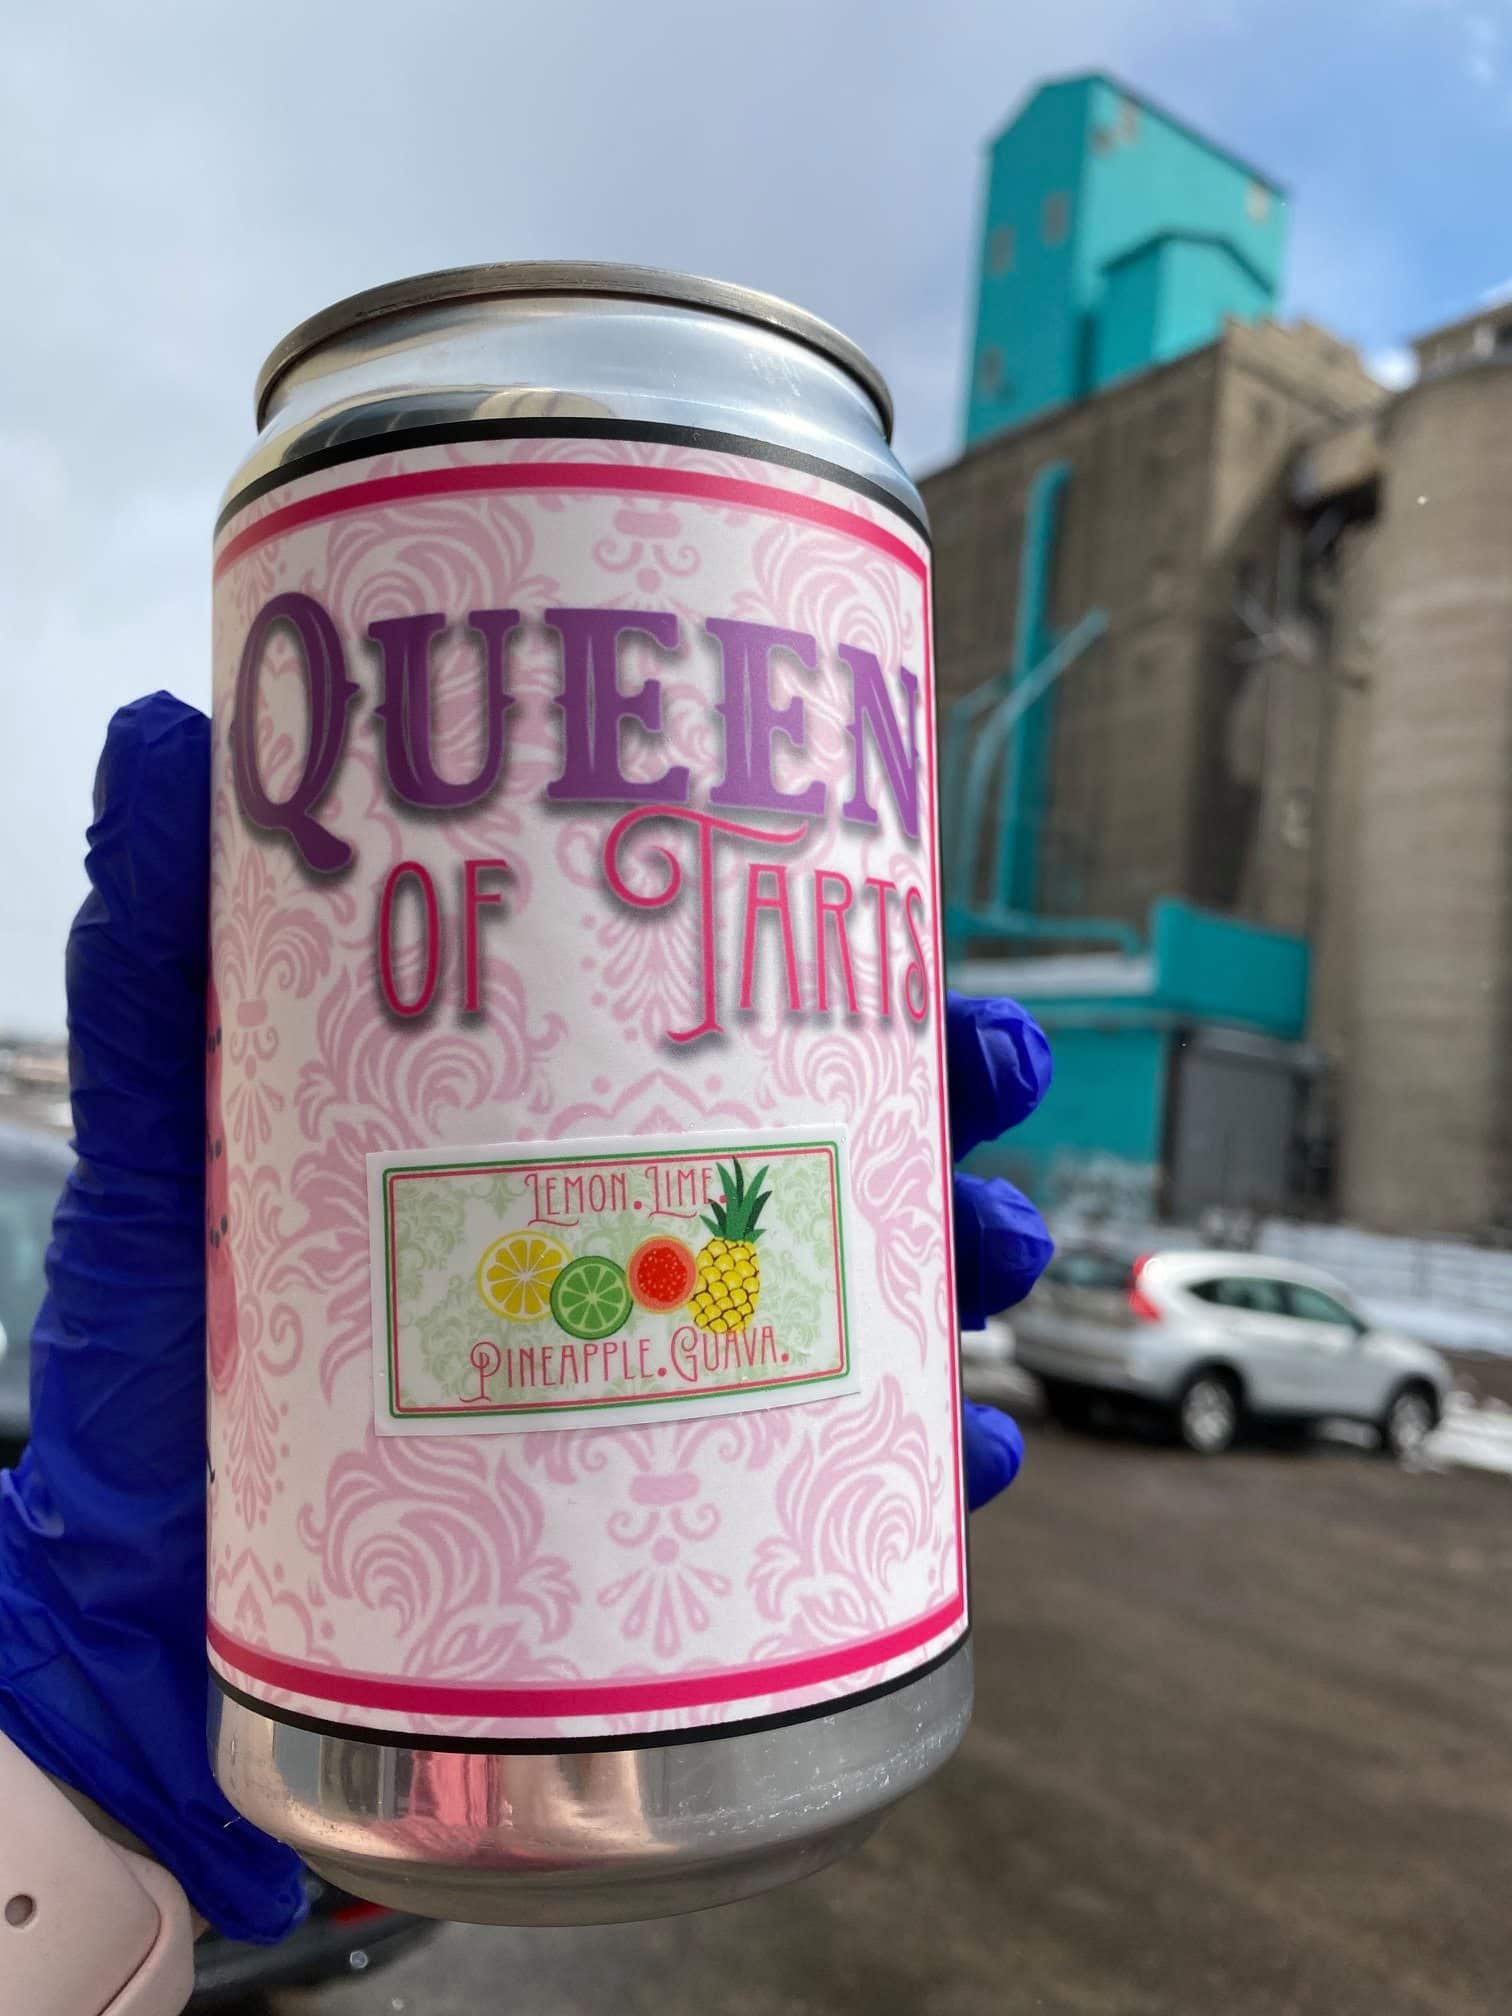 Queen
of Tarts
Lemon. Lime.
Pineapple. Guava.